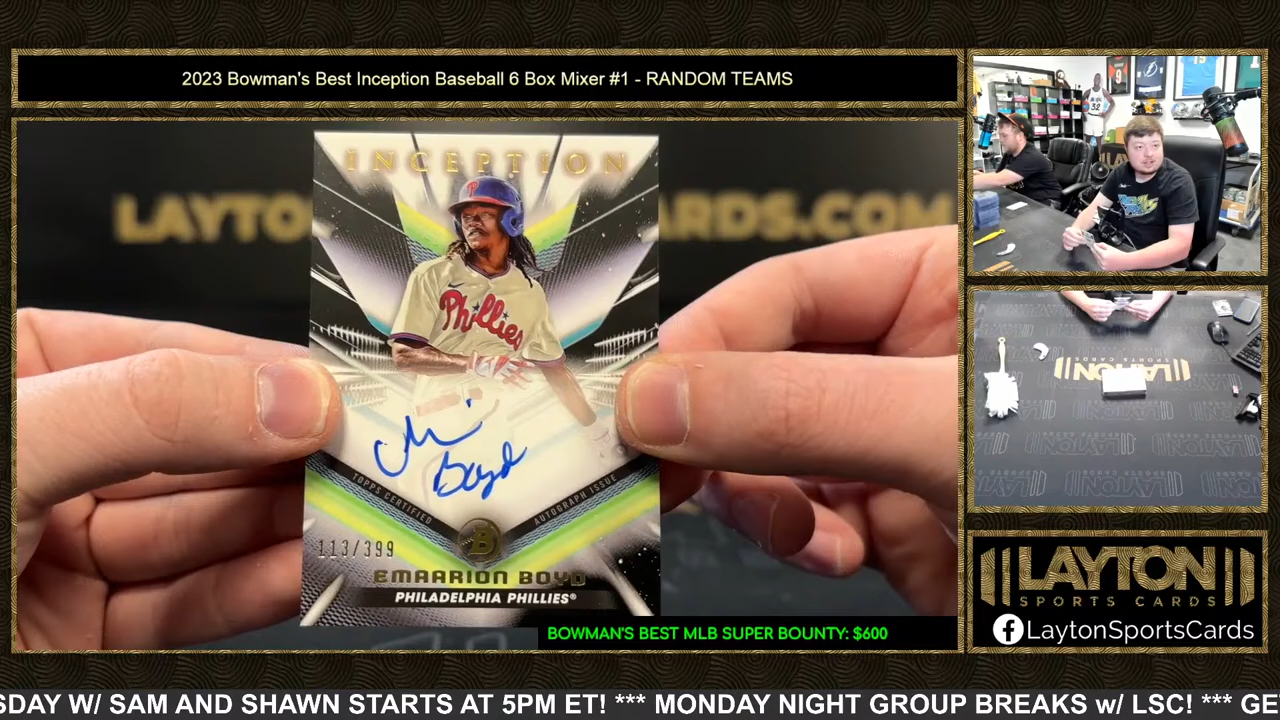 2023 Bowman's Best Inception Baseball 6 Box Mixer #1 - RANDOM TEAMS
INCEPTION
P
Phillies
Boyd
TOPPS CERTIFIED
AUTOGRAPH ISSUE
B
113/399
EMAARION BOYD
PHILADELPHIA PHILLIES®
BOWMAN'S BEST MLB SUPER BOUNTY: $600
LAYTON
SPORTS CARDS
LaytonSportsCards
SDAY W/ SAM AND SHAWN STARTS AT 5PM ET! *** MONDAY NIGHT GROUP BREAKS w/ LSC! *** GE